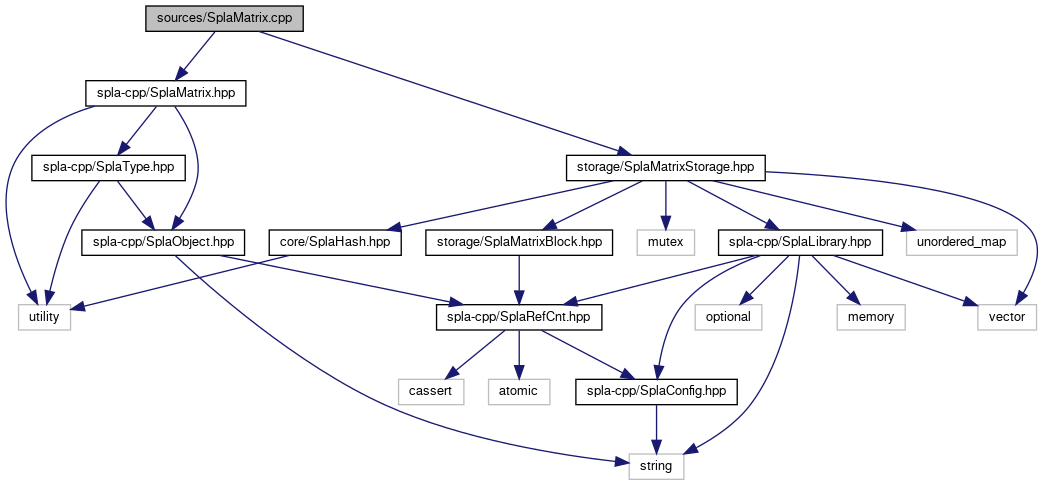 sources/SplaMatrix.cpp
spla-cpp/SplaMatrix.hpp
spla-cpp/SplaType.hpp
storage/SplaMatrixStorage.hpp
spla-cpp/SplaObject.hpp
core/SplaHash.hpp
storage/SplaMatrixBlock.hpp
mutex
spla-cpp/SplaLibrary.hpp
unordered_map
utility
spla-cpp/SplaRefCnt.hpp
optional
memory
vector
cassert
atomic
spla-cpp/SplaConfig.hpp
string